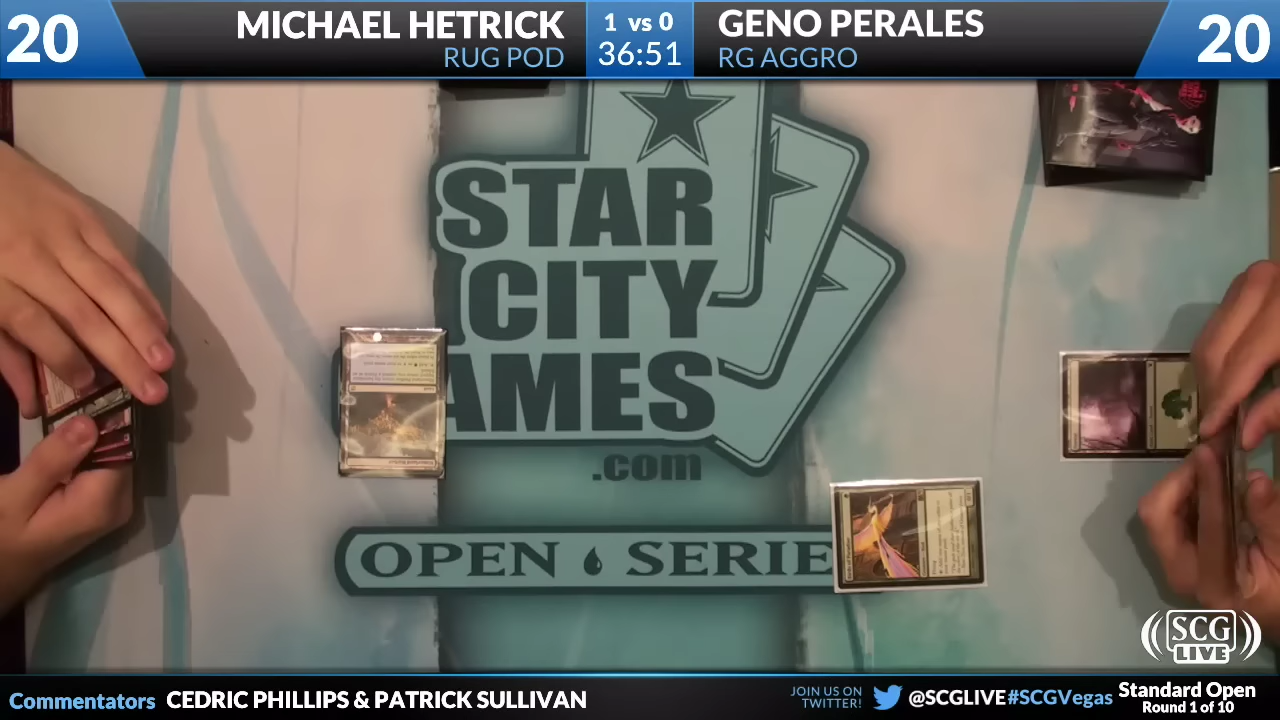 20
MICHAEL HETRICK
RUG POD
1 vs 0
36:51
GENO PERALES
RG AGGRO
20
STAR
CITY
GAMES
.com
OPEN SERIE
SCG
LIVE
Commentators CEDRIC PHILLIPS & PATRICK SULLIVAN
JOIN US ON
TWITTER!
@SCGLIVE#SCGVegas
Standard Open
Round 1 of 10